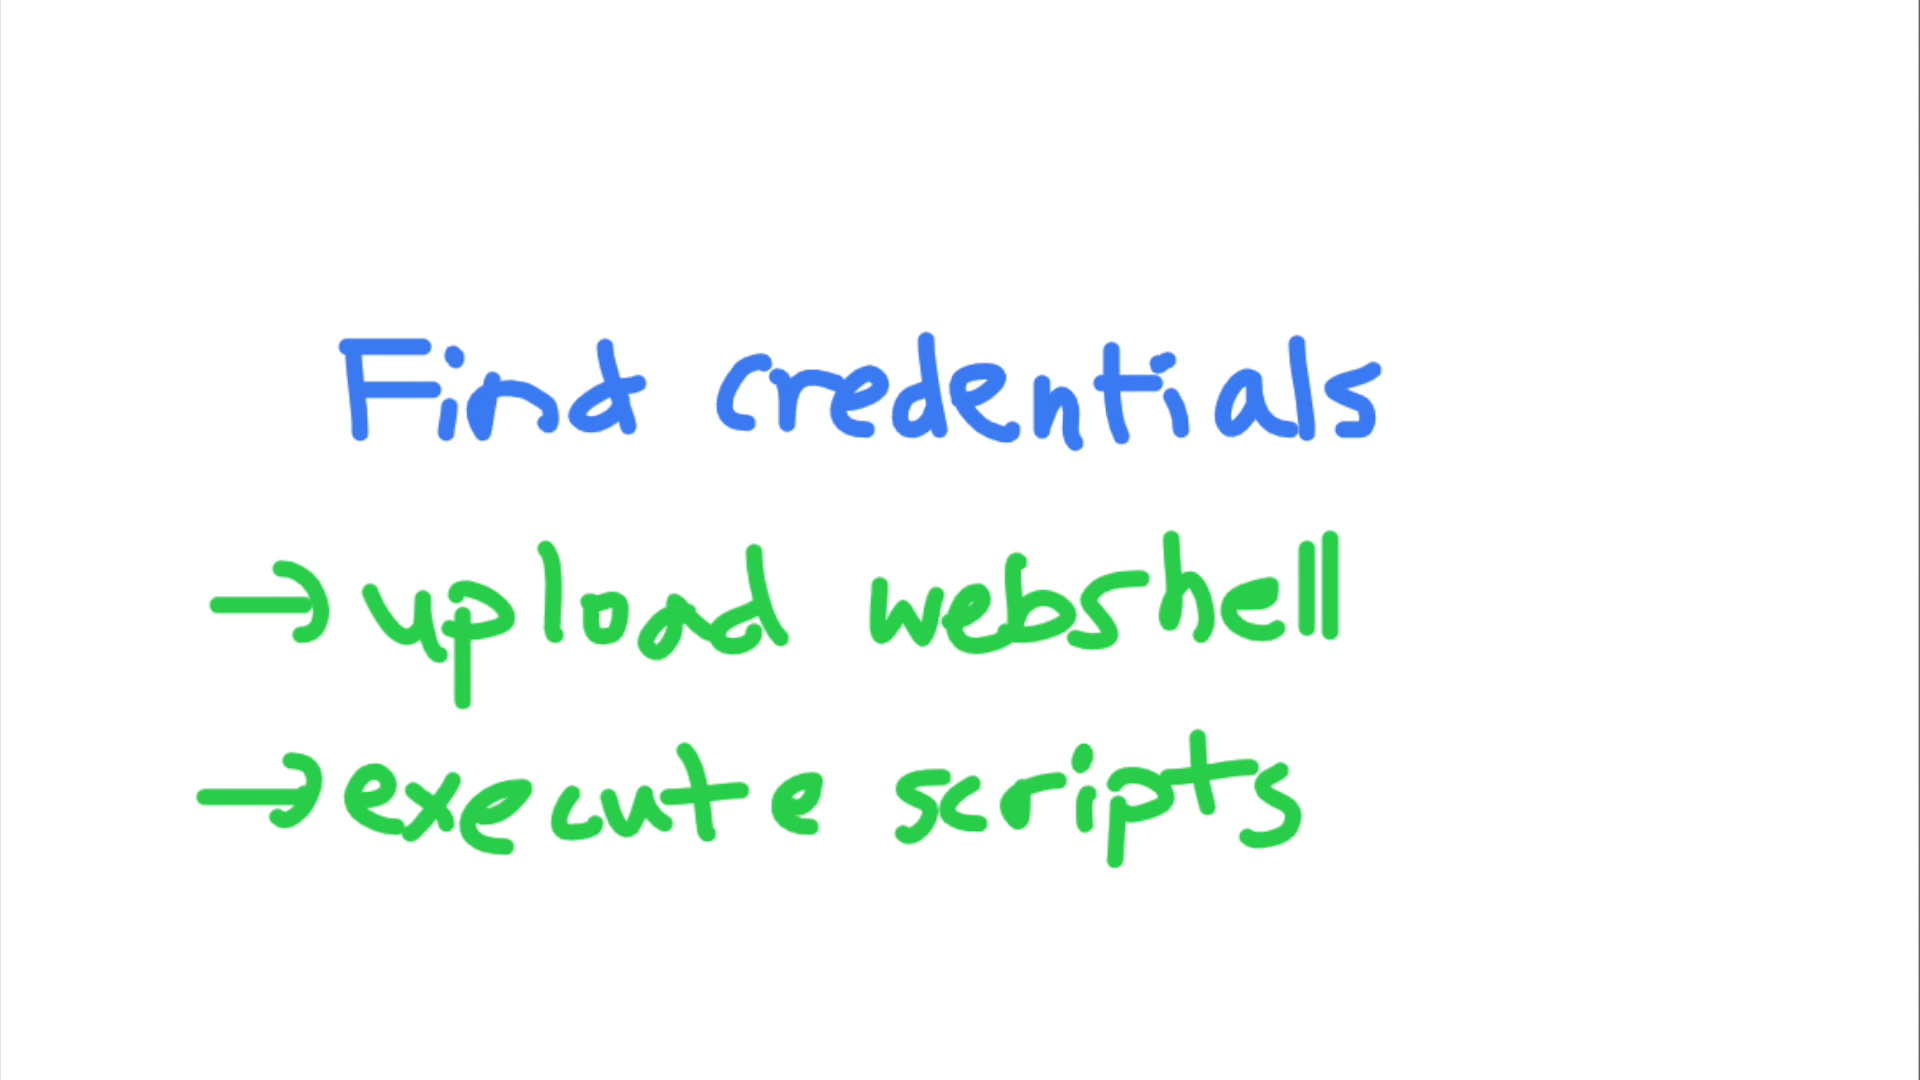 Find credentials
→ upload webshell
→ execute scripts